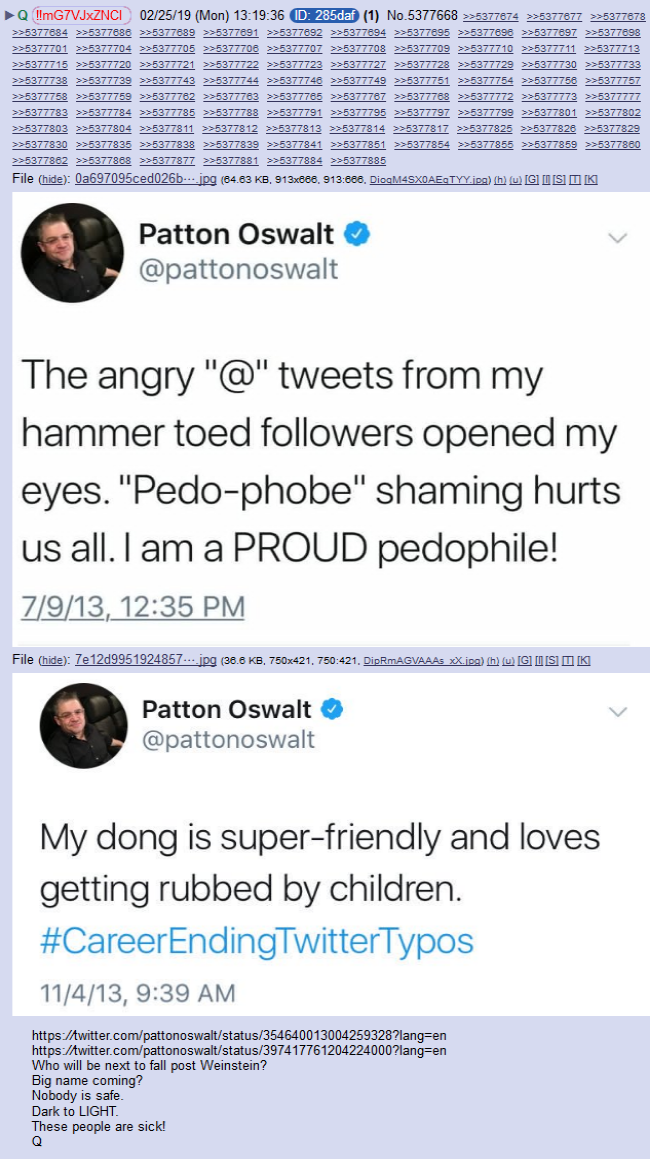 ▶ Q !!mG7VJxZNCI 02/25/19 (Mon) 13:19:36 ID: 285daf (1) No.5377668 >>5377674 >>5377677 >>5377678
>>5377684 >>5377686 >>5377689 >>5377691 >>5377692 >>5377694 >>5377695 >>5377696 >>5377697 >>5377698
>>5377701 >>5377704 >>5377705 >>5377706 >>5377707 >>5377708 >>5377709 >>5377710 >>5377711 >>5377713
>>5377715 >>5377720 >>5377721 >>5377722 >>5377723 >>5377727 >>5377728 >>5377729 >>5377730 >>5377733
>>5377738 >>5377739 >>5377743 >>5377744 >>5377746 >>5377749 >>5377751 >>5377754 >>5377756 >>5377757
>>5377758 >>5377759 >>5377762 >>5377763 >>5377765 >>5377767 >>5377768 >>5377772 >>5377773 >>5377777
>>5377783 >>5377784 >>5377785 >>5377788 >>5377791 >>5377795 >>5377797 >>5377799 >>5377801 >>5377802
>>5377803 >>5377804 >>5377811 >>5377812 >>5377813 >>5377814 >>5377817 >>5377825 >>5377826 >>5377829
>>5377830 >>5377835 >>5377838 >>5377839 >>5377841 >>5377851 >>5377854 >>5377855 >>5377859 >>5377860
>>5377862 >>5377868 >>5377877 >>5377881 >>5377884 >>5377885
File (hide): 0a697095ced026b⋯.jpg (64.63 KB, 913x666, 913:666, DioqM4SX0AEqTYY.jpg) (h) (u) [G] [I] [S] [T] [K]
Patton Oswalt
@pattonoswalt
The angry "@" tweets from my
hammer toed followers opened my
eyes. "Pedo-phobe" shaming hurts
us all. I am a PROUD pedophile!
7/9/13, 12:35 PM
File (hide): 7e12d9951924857⋯.jpg (36.6 KB, 750x421, 750:421, DipRmAGVAAAs_xX.jpg) (h) (u) [G] [I] [S] [T] [K]
Patton Oswalt
@pattonoswalt
My dong is super-friendly and loves
getting rubbed by children.
#CareerEndingTwitterTypos
11/4/13, 9:39 AM
https://twitter.com/pattonoswalt/status/354640013004259328?lang=en
https://twitter.com/pattonoswalt/status/397417761204224000?lang=en
Who will be next to fall post Weinstein?
Big name coming?
Nobody is safe.
Dark to LIGHT.
These people are sick!
Q